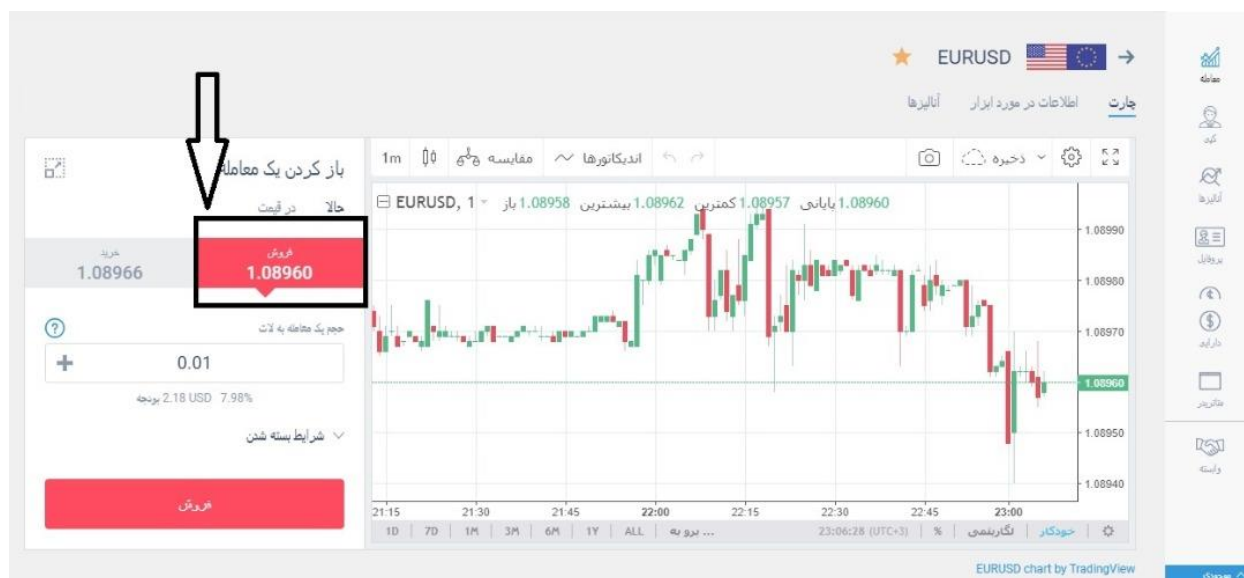 EURUSD
چارت اطلاعات در مورد ابزار آنالیزها
1m مقایسه اندیکاتورها ذخیره
EURUSD, 1 باز 1.08958 بیشترین 1.08962 کمترین 1.08957 پایانی 1.08960
1.08990
1.08980
1.08970
1.08960
1.08950
1.08940
21:15 21:30 21:45 22:00 22:15 22:30 22:45 23:00
1D 7D 1M 3M 6M 1Y ALL برو به ... 23:06:28 (UTC+3) % لگاریتمی خودکار
EURUSD chart by TradingView
باز کردن یک معامله
حالا در قیمت
فروش
1.08960
خرید
1.08966
حجم یک معامله به لات
0.01
2.18 USD 7.98%
شرایط بسته شدن
فروش
معامله
کپی
آنالیزها
پروفایل
دارایی
متاتریدر
وابسته